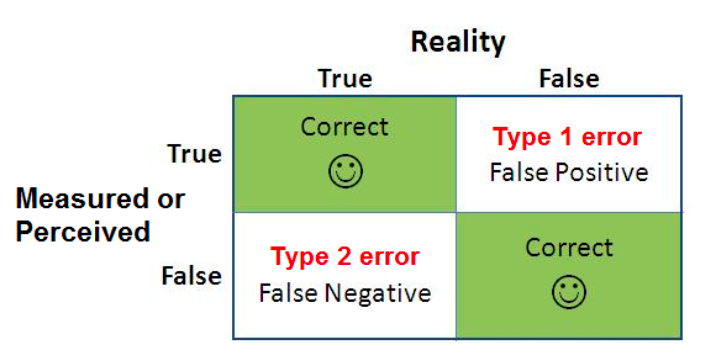 Reality
True
False
True
Correct
Type 1 error
False Positive
Measured or
Perceived
False
Type 2 error
False Negative
Correct